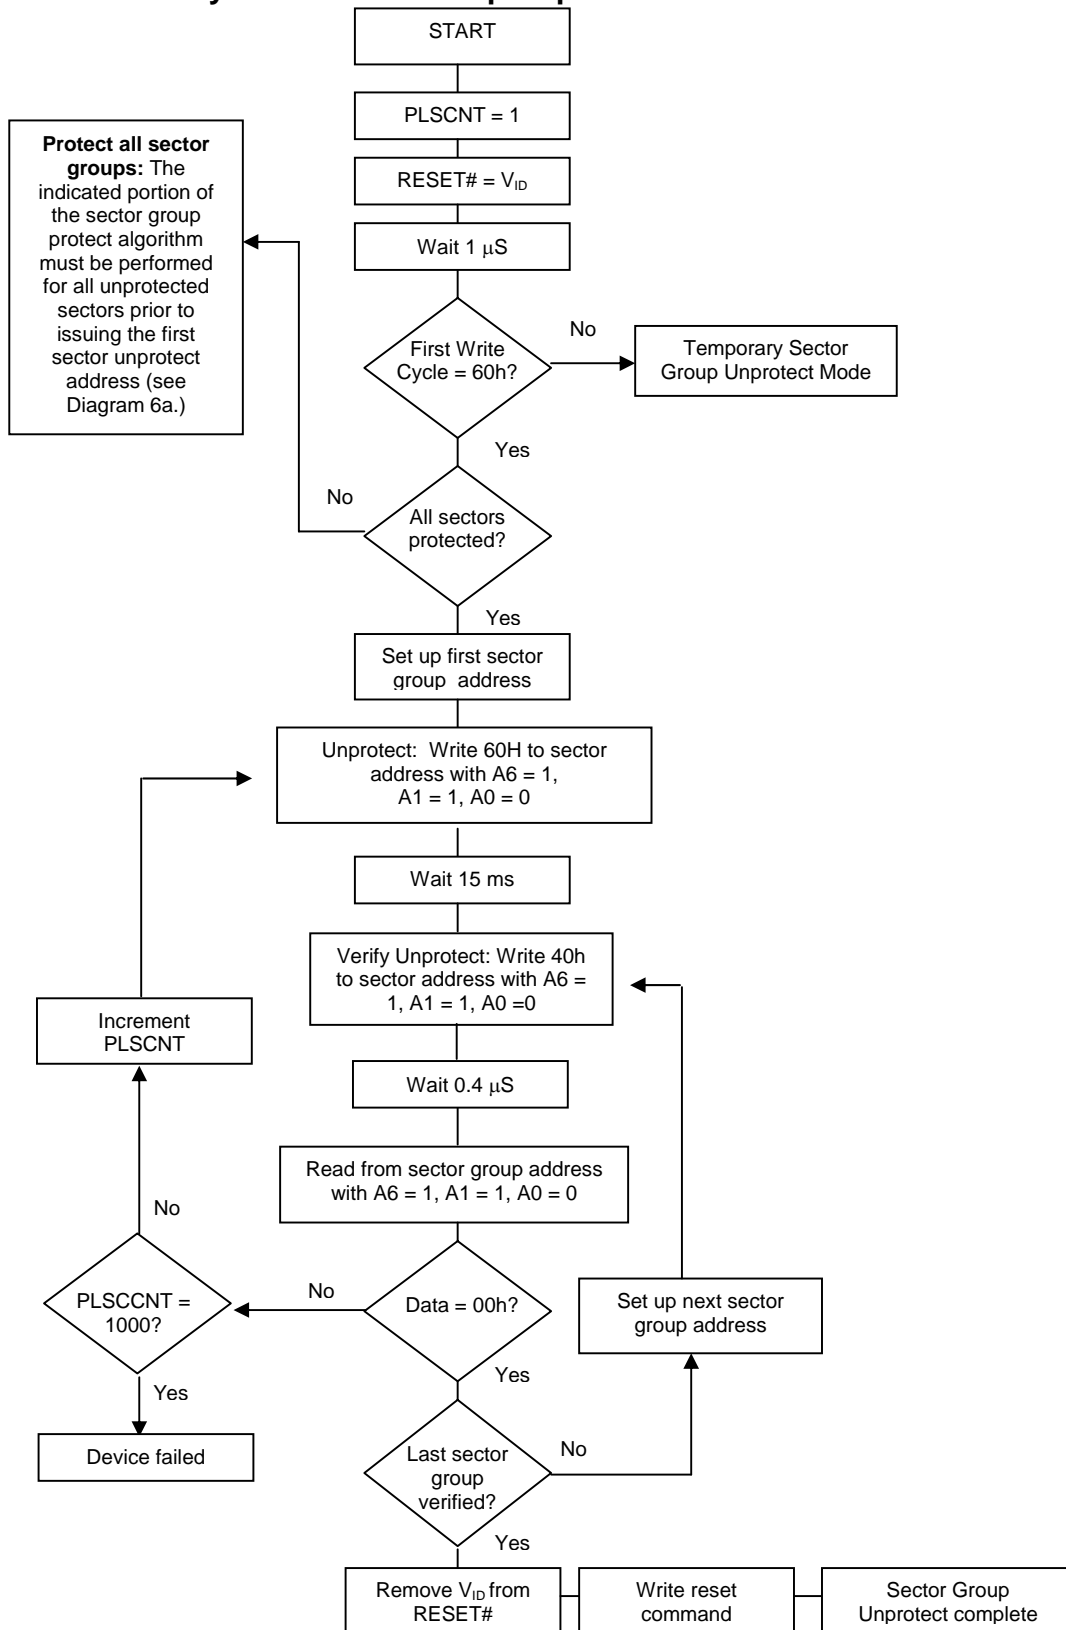 START
PLSCNT = 1
RESET# = VID
Wait 1 μS
Protect all sector
groups: The
indicated portion of
the sector group
protect algorithm
must be performed
for all unprotected
sectors prior to
issuing the first
sector unprotect
address (see
Diagram 6a.)
First Write
Cycle = 60h?
No
Temporary Sector
Group Unprotect Mode
Yes
No
All sectors
protected?
Yes
Set up first sector
group address
Unprotect: Write 60H to sector
address with A6 = 1,
A1 = 1, A0 = 0
Wait 15 ms
Verify Unprotect: Write 40h
to sector address with A6 =
1, A1 = 1, A0 =0
Increment
PLSCNT
Wait 0.4 μS
Read from sector group address
with A6 = 1, A1 = 1, A0 = 0
No
PLSCCNT =
1000?
No
Data = 00h?
Set up next sector
group address
Yes
Yes
Device failed
Last sector
group
verified?
No
Yes
Remove VID from
RESET#
Write reset
command
Sector Group
Unprotect complete